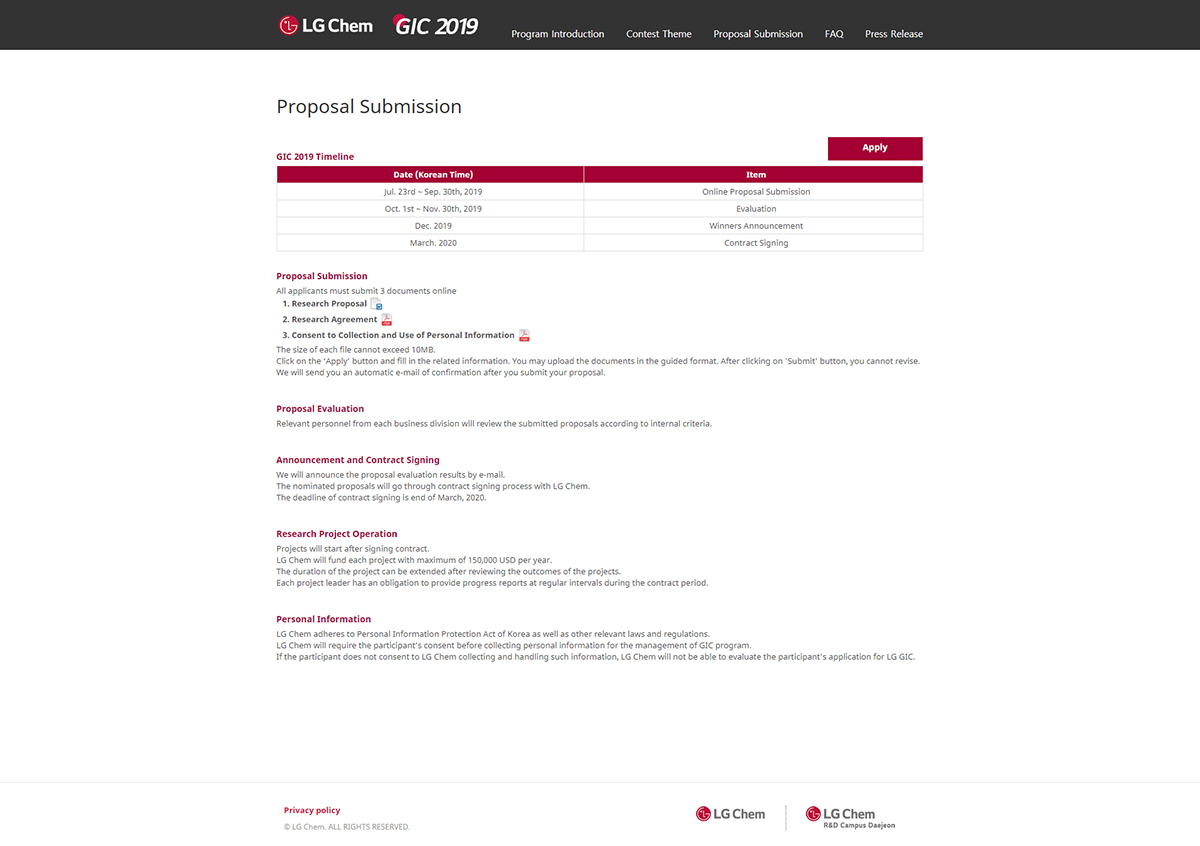 LG Chem GIC 2019 Program Introduction Contest Theme Proposal Submission FAQ Press Release
Proposal Submission
Apply
GIC 2019 Timeline
Date (Korean Time) Item
Jul. 23rd ~ Sep. 30th, 2019 Online Proposal Submission
Oct. 1st ~ Nov. 30th, 2019 Evaluation
Dec. 2019 Winners Announcement
March. 2020 Contract Signing
Proposal Submission
All applicants must submit 3 documents online
1. Research Proposal
2. Research Agreement
3. Consent to Collection and Use of Personal Information
The size of each file cannot exceed 10MB.
Click on the 'Apply' button and fill in the related information. You may upload the documents in the guided format. After clicking on 'Submit' button, you cannot revise.
We will send you an automatic e-mail of confirmation after you submit your proposal.
Proposal Evaluation
Relevant personnel from each business division will review the submitted proposals according to internal criteria.
Announcement and Contract Signing
We will announce the proposal evaluation results by e-mail.
The nominated proposals will go through contract signing process with LG Chem.
The deadline of contract signing is end of March, 2020.
Research Project Operation
Projects will start after signing contract.
LG Chem will fund each project with maximum of 150,000 USD per year.
The duration of the project can be extended after reviewing the outcomes of the projects.
Each project leader has an obligation to provide progress reports at regular intervals during the contract period.
Personal Information
LG Chem adheres to Personal Information Protection Act of Korea as well as other relevant laws and regulations.
LG Chem will require the participant's consent before collecting personal information for the management of GIC program.
If the participant does not consent to LG Chem collecting and handling such information, LG Chem will not be able to evaluate the participant's application for LG GIC.
Privacy policy
© LG Chem. ALL RIGHTS RESERVED.
LG Chem
LG Chem
R&D Campus Daejeon